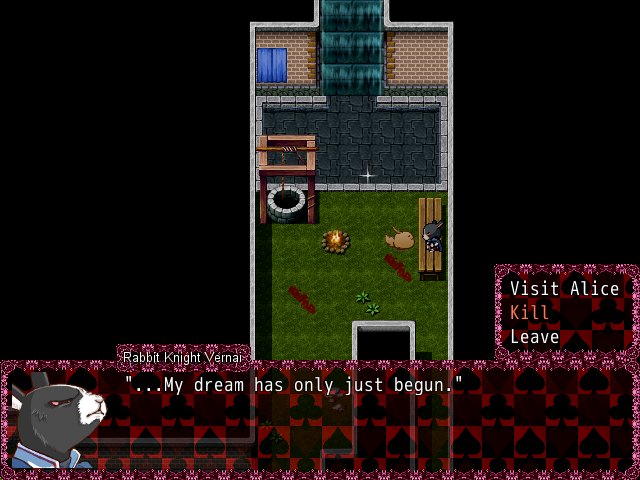 Visit Alice
Kill
Leave
Rabbit Knight Vernai
"...My dream has only just begun."